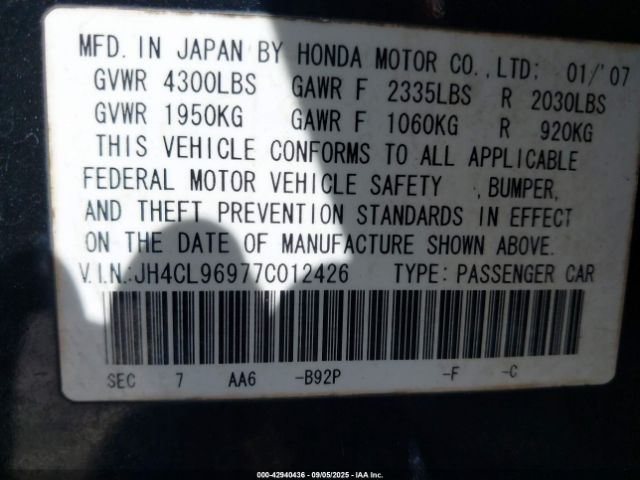 MFD. IN JAPAN BY HONDA MOTOR CO., LTD; 01/'07
GVWR 4300LBS GAWR F 2335LBS R 2030LBS
GVWR 1950KG GAWR F 1060KG R 920KG
THIS VEHICLE CONFORMS TO ALL APPLICABLE
FEDERAL MOTOR VEHICLE SAFETY , BUMPER,
AND THEFT PREVENTION STANDARDS IN EFFECT
ON THE DATE OF MANUFACTURE SHOWN ABOVE.
V.I.N.:JH4CL96977C012426 TYPE: PASSENGER CAR
SEC 7 AA6 -B92P -F -C
000-42940436 - 09/05/2025 - IAA Inc.